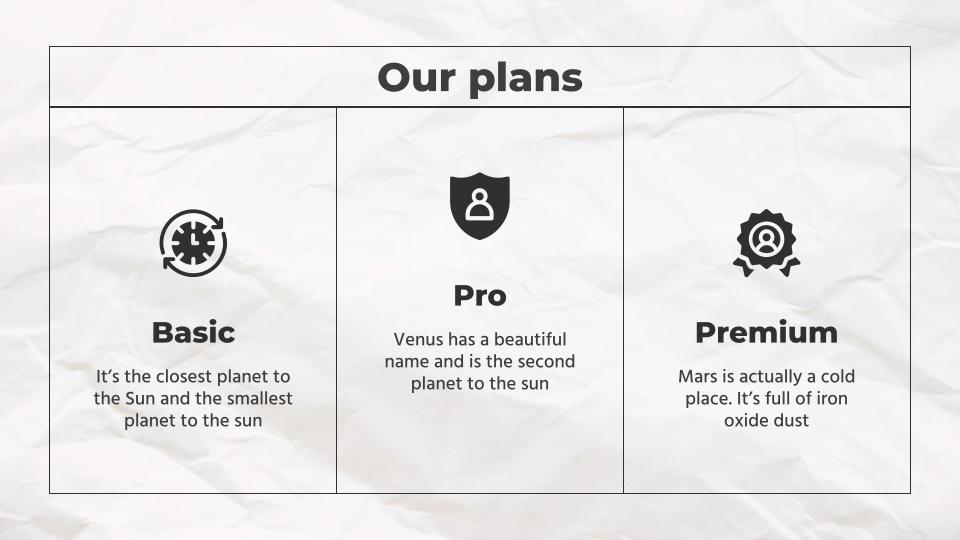 Our plans
Basic
It’s the closest planet to
the Sun and the smallest
planet to the sun
Pro
Venus has a beautiful
name and is the second
planet to the sun
Premium
Mars is actually a cold
place. It’s full of iron
oxide dust